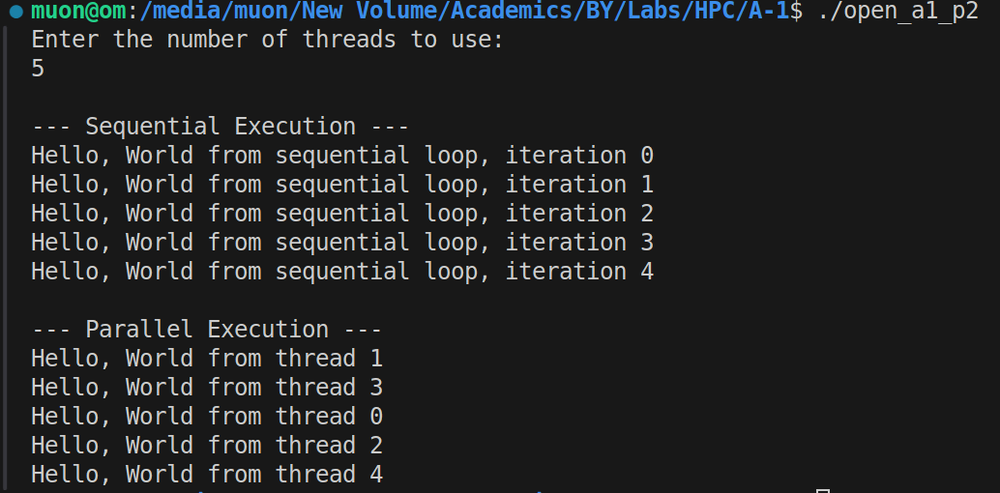 muon@om:/media/muon/New Volume/Academics/BY/Labs/HPC/A-1$ ./open_a1_p2
Enter the number of threads to use:
5
--- Sequential Execution ---
Hello, World from sequential loop, iteration 0
Hello, World from sequential loop, iteration 1
Hello, World from sequential loop, iteration 2
Hello, World from sequential loop, iteration 3
Hello, World from sequential loop, iteration 4
--- Parallel Execution ---
Hello, World from thread 1
Hello, World from thread 3
Hello, World from thread 0
Hello, World from thread 2
Hello, World from thread 4